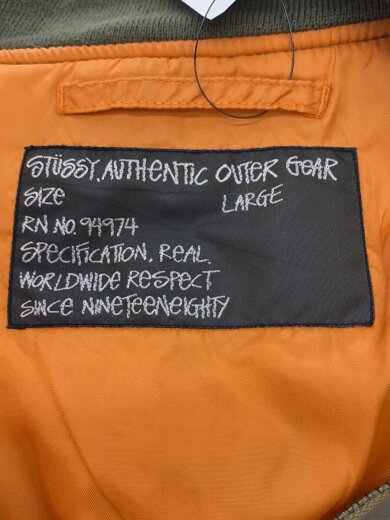 STÜSSY, AUTHENTIC OUTER GEAR
SIZE LARGE
RN NO. 94974
SPECIFICATION. REAL.
WORLDWIDE RESPECT
SINCE NINETEENEIGHTY